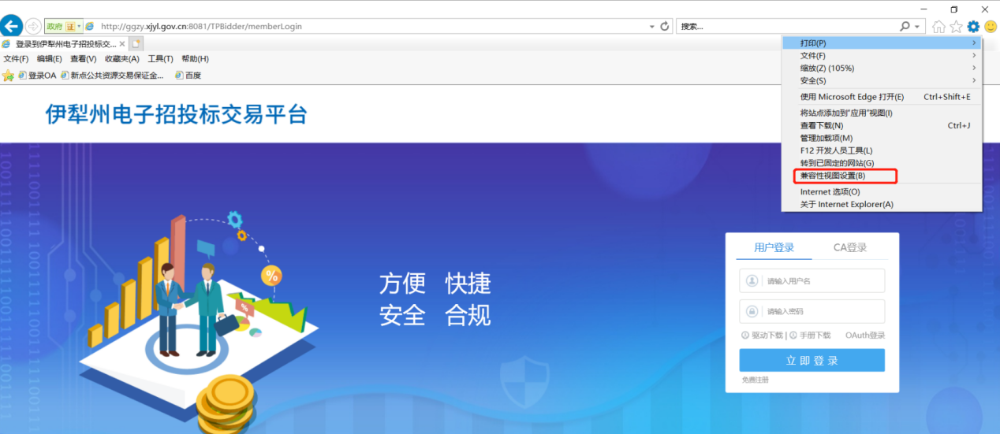 政府 证 http://ggzy.xjyl.gov.cn:8081/TPBidder/memberLogin 搜索...
登录到伊犁州电子招投标交...
文件(F) 编辑(E) 查看(V) 收藏夹(A) 工具(T) 帮助(H)
登录OA 新点公共资源交易保证金... 百度
打印(P)
文件(F)
缩放(Z) (105%)
安全(S)
使用 Microsoft Edge 打开(E) Ctrl+Shift+E
将站点添加到“应用”视图(I)
查看下载(N) Ctrl+J
管理加载项(M)
F12 开发人员工具(L)
转到已固定的网站(G)
兼容性视图设置(B)
Internet 选项(O)
关于 Internet Explorer(A)
伊犁州电子招投标交易平台
方便 快捷
安全 合规
%
%
用户登录 CA登录
请输入用户名
请输入密码
驱动下载 | 手册下载 OAuth登录
立即登录
免费注册